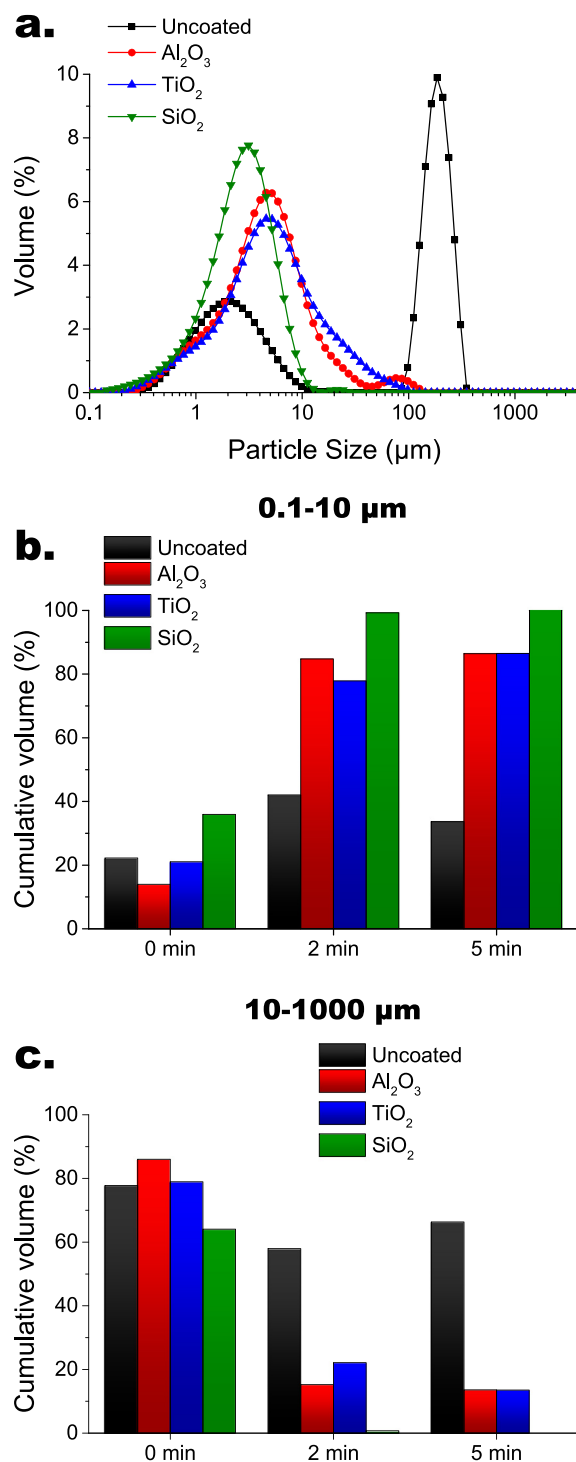 a.
Uncoated
Al₂O₃
TiO₂
SiO₂
10
8
6
4
2
0
Volume (%)
0.1 1 10 100 1000
Particle Size (µm)
0.1-10 µm
b.
Uncoated
Al₂O₃
TiO₂
SiO₂
100
80
60
40
20
0
Cumulative volume (%)
0 min 2 min 5 min
10-1000 µm
c.
Uncoated
Al₂O₃
TiO₂
SiO₂
100
80
60
40
20
0
Cumulative volume (%)
0 min 2 min 5 min